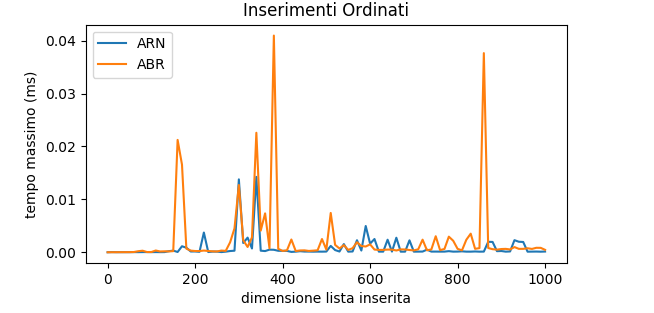 Inserimenti Ordinati
ARN
ABR
tempo massimo (ms)
0.04
0.03
0.02
0.01
0.00
0 200 400 600 800 1000
dimensione lista inserita